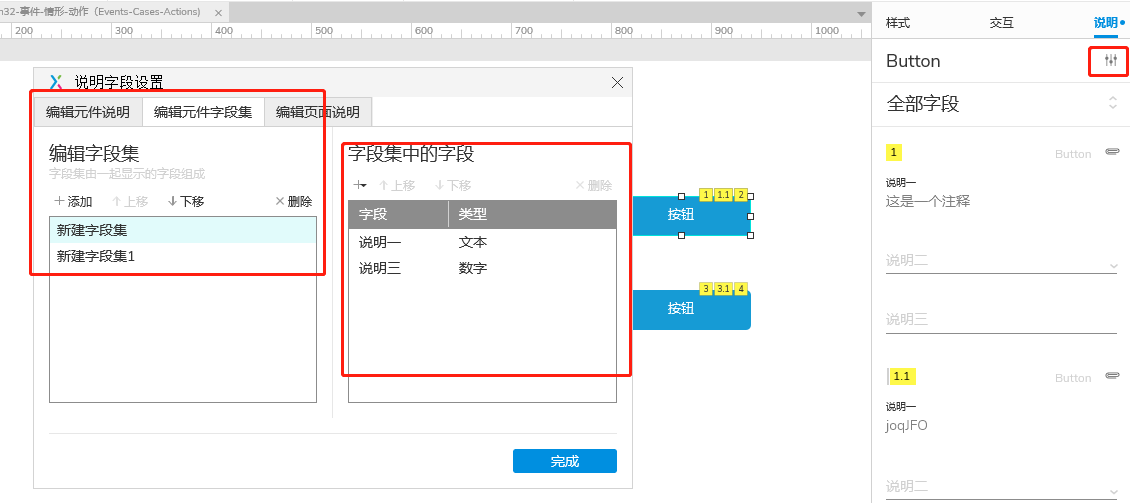 n32-事件-情形-动作（Events-Cases-Actions）
200 300 400 500 600 700 800 900 1000
说明字段设置
编辑元件说明 编辑元件字段集 编辑页面说明
编辑字段集
字段集由一起显示的字段组成
添加 上移 下移 删除
新建字段集
新建字段集1
字段集中的字段
上移 下移 删除
字段 类型
说明一 文本
说明三 数字
完成
1 1.1 2
按钮
3 3.1 4
按钮
样式 交互 说明
Button
全部字段
1 Button
说明一
这是一个注释
说明二
说明三
1.1 Button
说明一
joqJFO
说明二